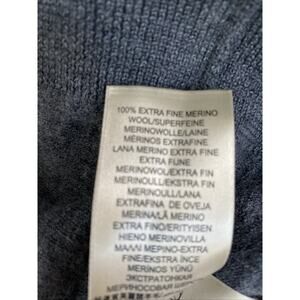 100% EXTRA FINE MERINO
WOOL/SUPERFEINE
MERINOWOLLE/LAINE
MÉRINOS EXTRAFINE
LANA MERINO EXTRA FINE
EXTRA FIJNE
MERINOWOL/EXTRA FIN
MERINOULL/EKSTRA FIN
MERINOULL/LANA
EXTRAFINA DE OVEJA
MERINA/LÃ MERINO
EXTRA FINO/ERITYISEN
HIENO MERINOVILLA
ΜΑΛΛΙ ΜΕΡΙΝΟ-EXTRA
FINE/EKSTRA İNCE
MERINOS YÜNÜ
ЭКСТРАТОНКАЯ
МЕРИНОСОВАЯ